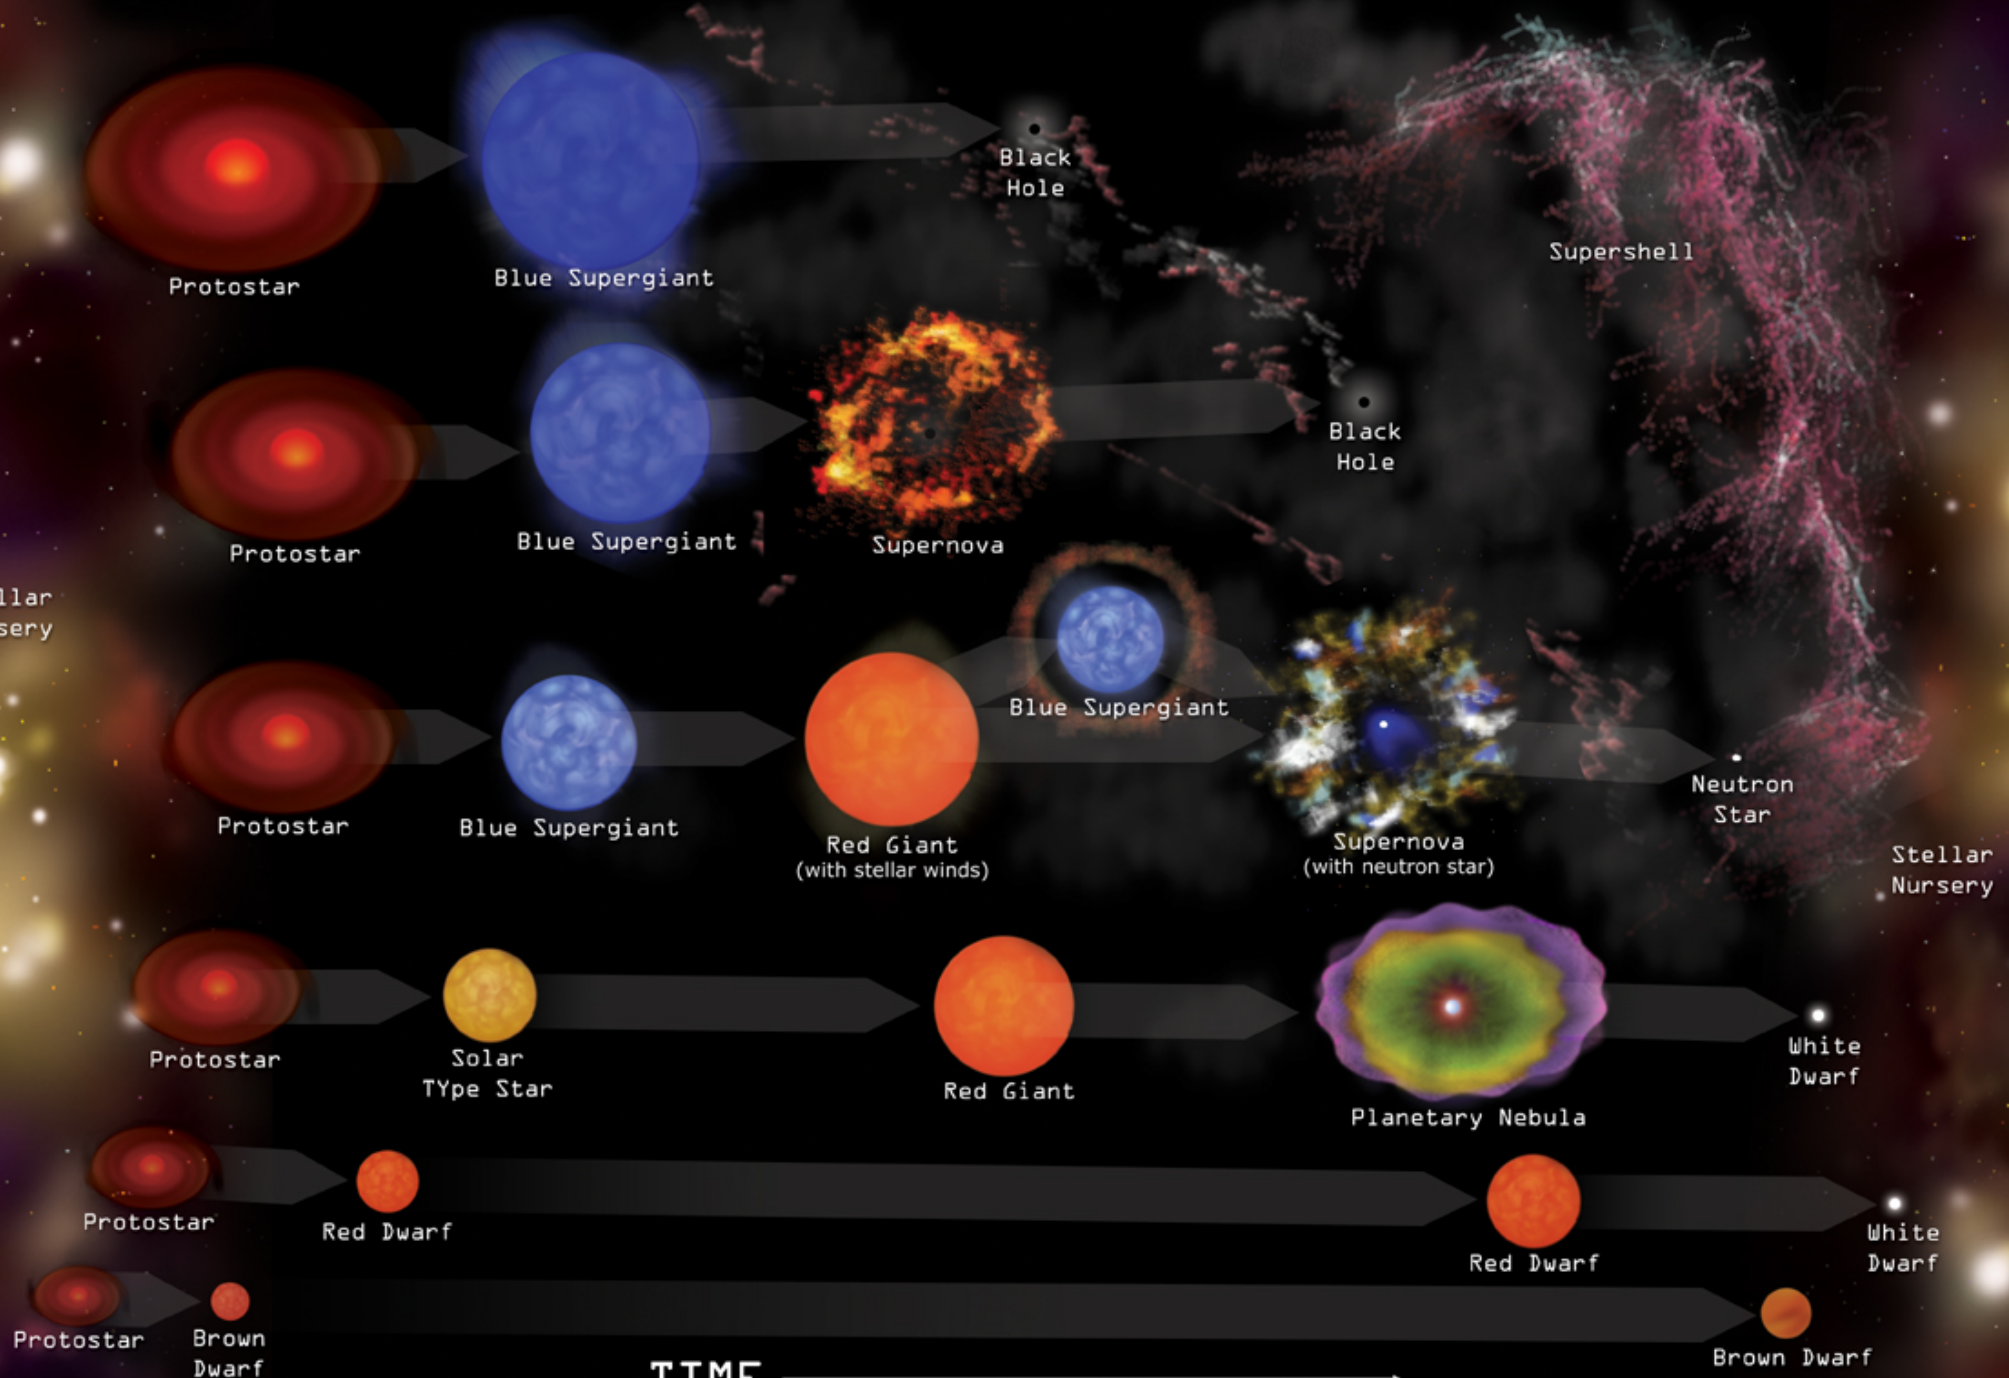 Black
Hole
Supershell
Protostar
Blue Supergiant
Black
Hole
Protostar
Blue Supergiant
Supernova
llar
sery
Blue Supergiant
Neutron
Star
Protostar
Blue Supergiant
Red Giant
(with stellar winds)
Supernova
(with neutron star)
Stellar
Nursery
Protostar
Solar
TYpe Star
Red Giant
Planetary Nebula
White
Dwarf
Protostar
Red Dwarf
Red Dwarf
White
Dwarf
Protostar
Brown
Dwarf
Brown Dwarf
TIME